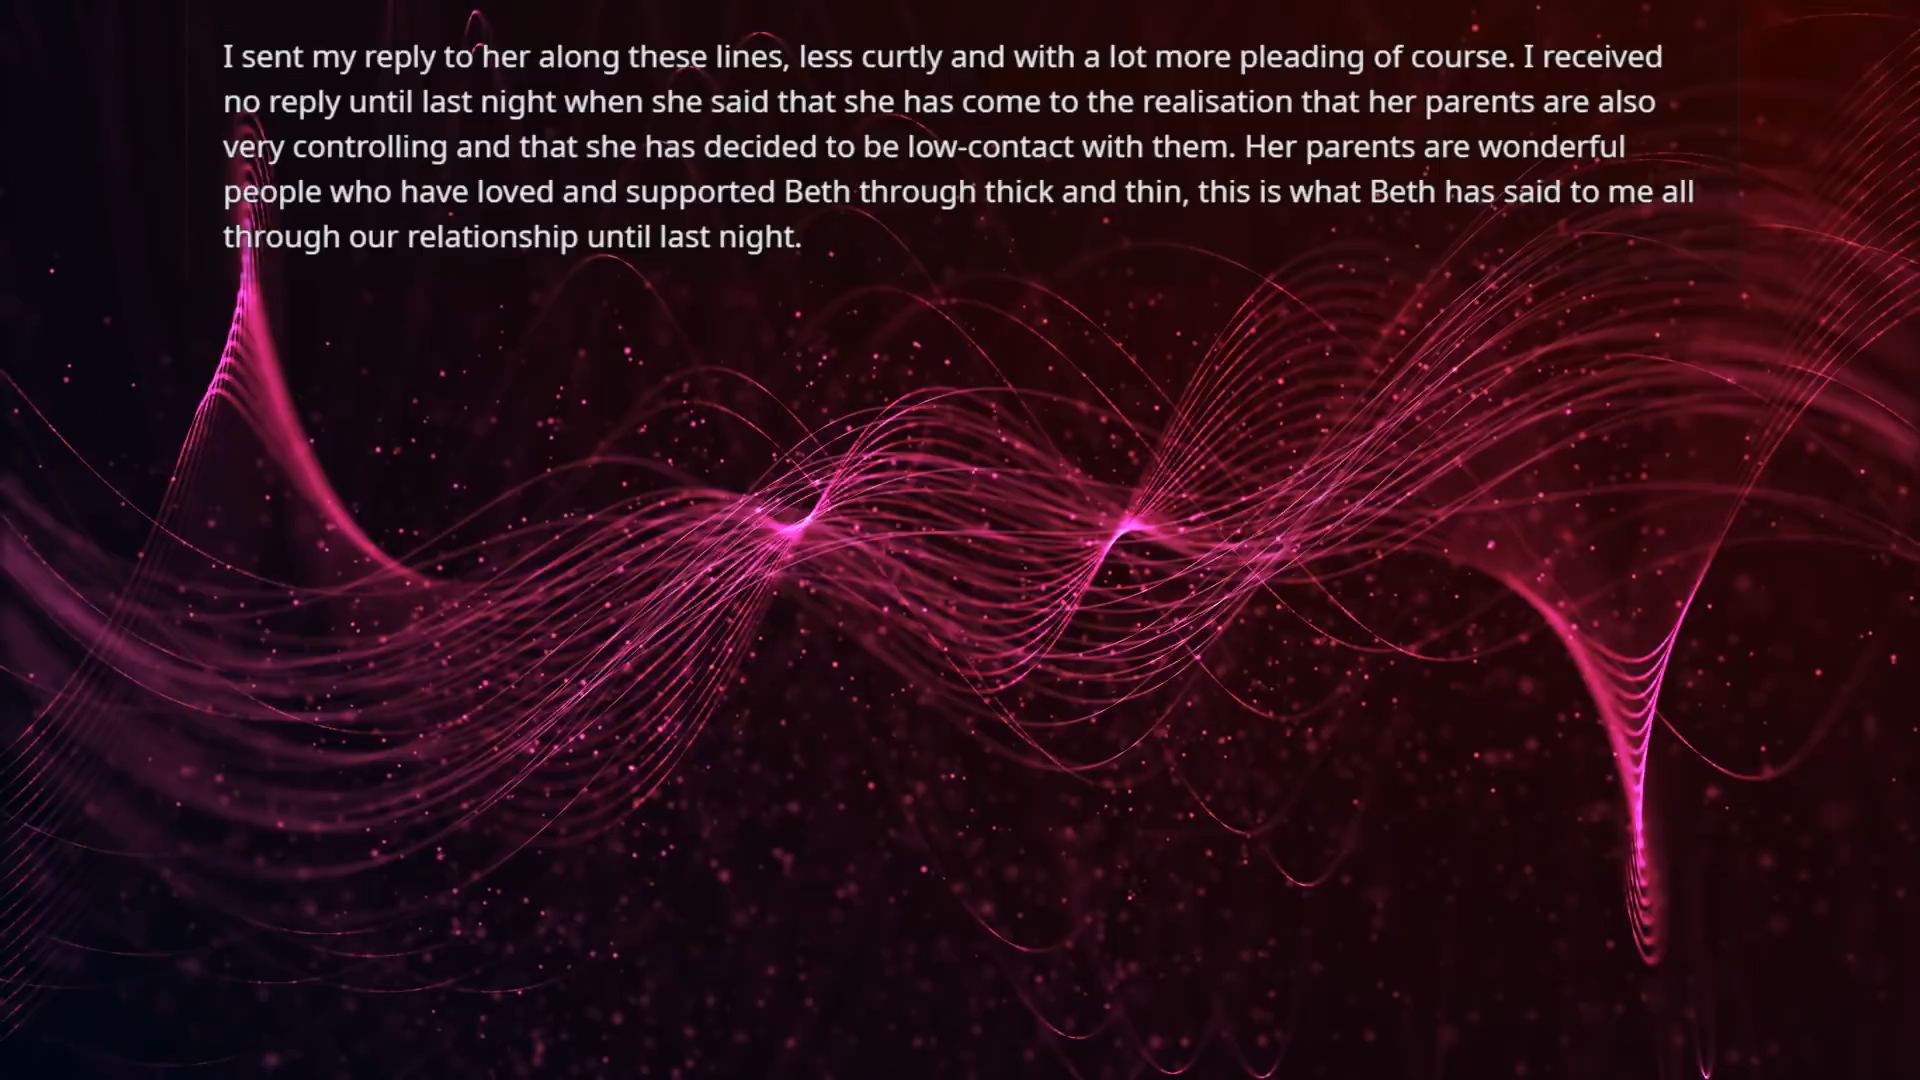 I sent my reply to her along these lines, less curtly and with a lot more pleading of course. I received
no reply until last night when she said that she has come to the realisation that her parents are also
very controlling and that she has decided to be low-contact with them. Her parents are wonderful
people who have loved and supported Beth through thick and thin, this is what Beth has said to me all
through our relationship until last night.